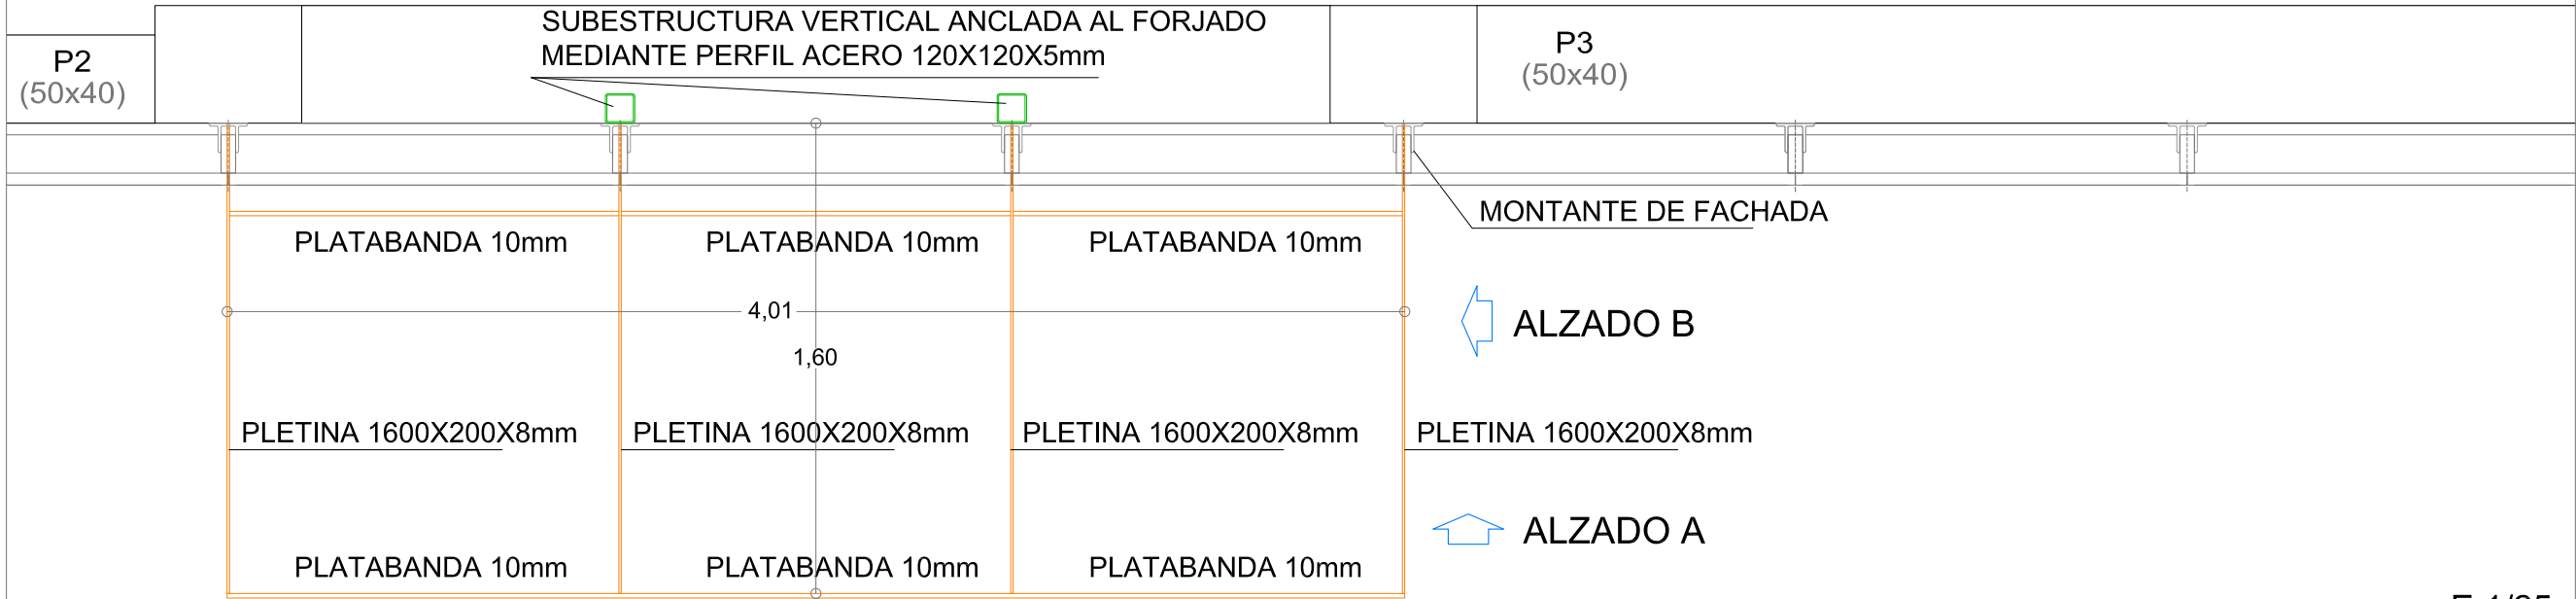 SUBESTRUCTURA VERTICAL ANCLADA AL FORJADO
MEDIANTE PERFIL ACERO 120X120X5mm
P2
(50x40)
P3
(50x40)
MONTANTE DE FACHADA
PLATABANDA 10mm
PLATABANDA 10mm
PLATABANDA 10mm
4,01
ALZADO B
1,60
PLETINA 1600X200X8mm
PLETINA 1600X200X8mm
PLETINA 1600X200X8mm
PLETINA 1600X200X8mm
ALZADO A
PLATABANDA 10mm
PLATABANDA 10mm
PLATABANDA 10mm